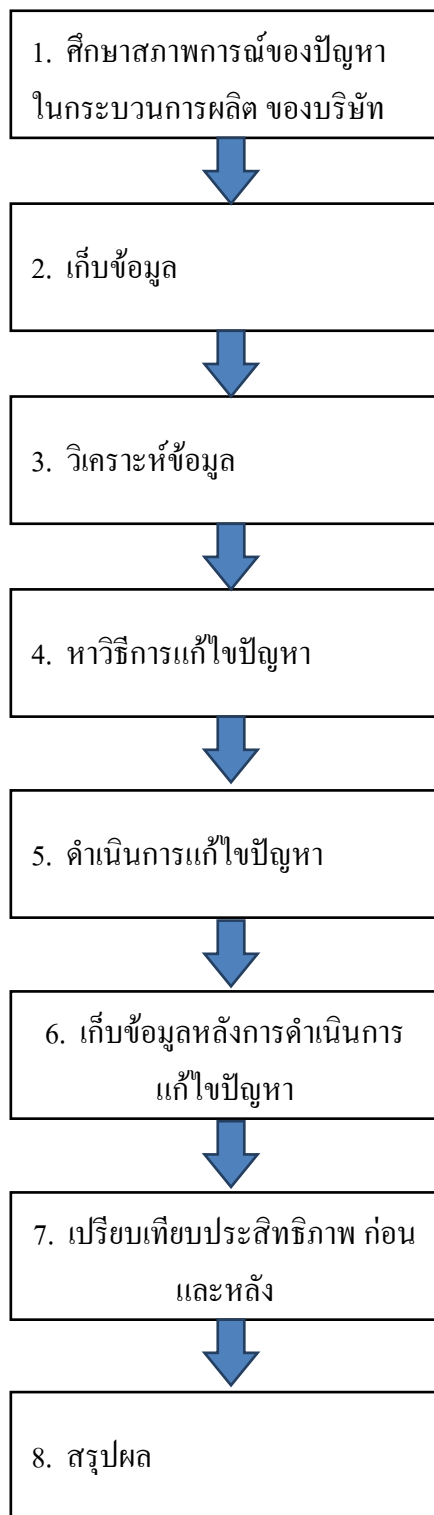 1. ศึกษาสภาพการณ์ของปัญหา
ในกระบวนการผลิต ของบริษัท
2. เก็บข้อมูล
3. วิเคราะห์ข้อมูล
4. หาวิธีการแก้ไขปัญหา
5. ดำเนินการแก้ไขปัญหา
6. เก็บข้อมูลหลังการดำเนินการ
แก้ไขปัญหา
7. เปรียบเทียบประสิทธิภาพ ก่อน
และหลัง
8. สรุปผล